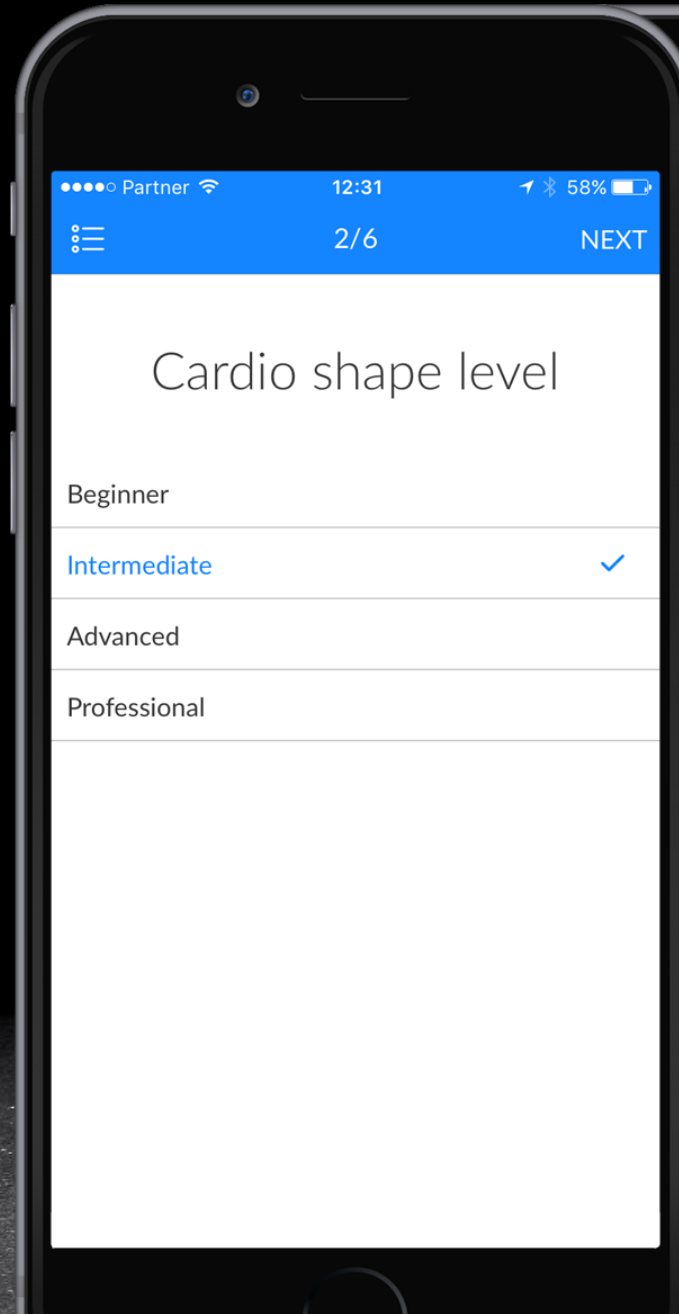 Partner 12:31 58%
2/6 NEXT
Cardio shape level
Beginner
Intermediate
Advanced
Professional